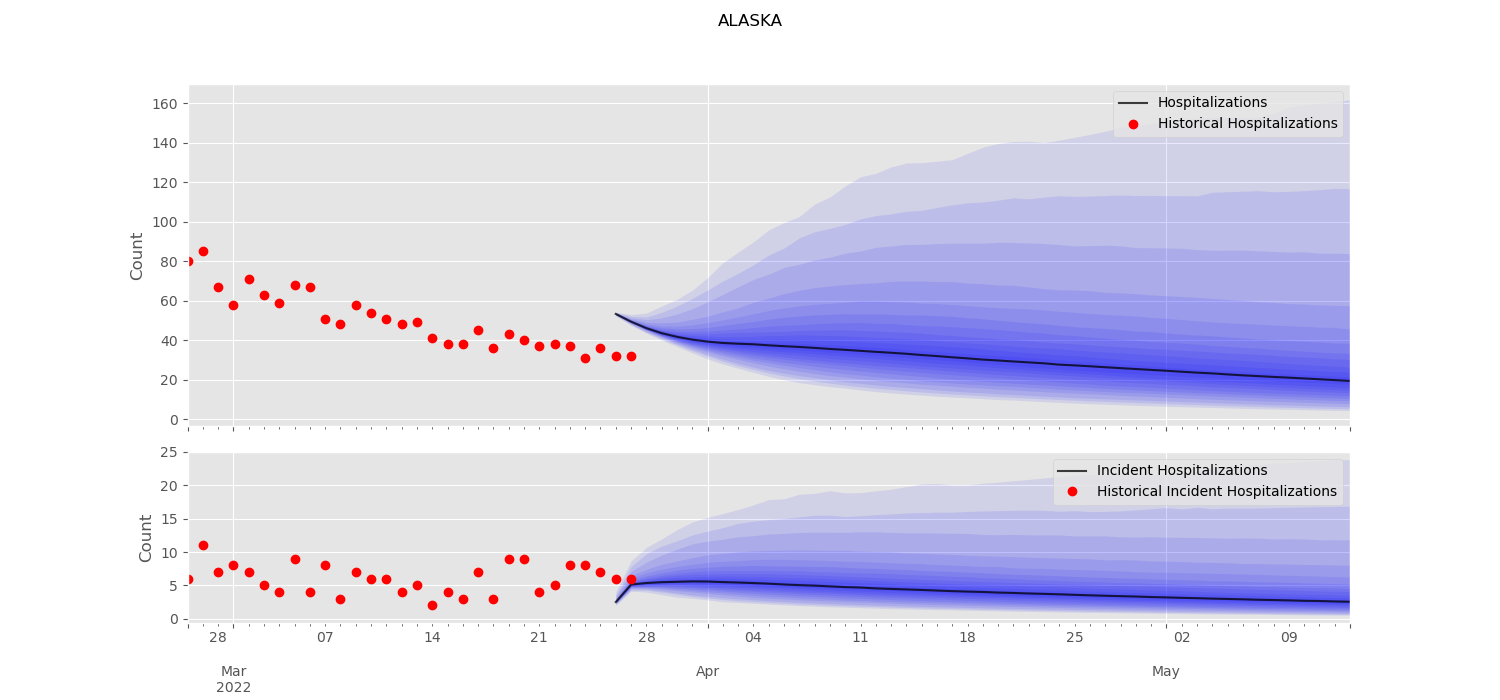 ALASKA
160
140
120
100
80
60
40
20
0
Count
Hospitalizations
Historical Hospitalizations
25
20
15
10
5
0
Count
Incident Hospitalizations
Historical Incident Hospitalizations
28 07 14 21 28 04 11 18 25 02 09
Mar Apr May
2022